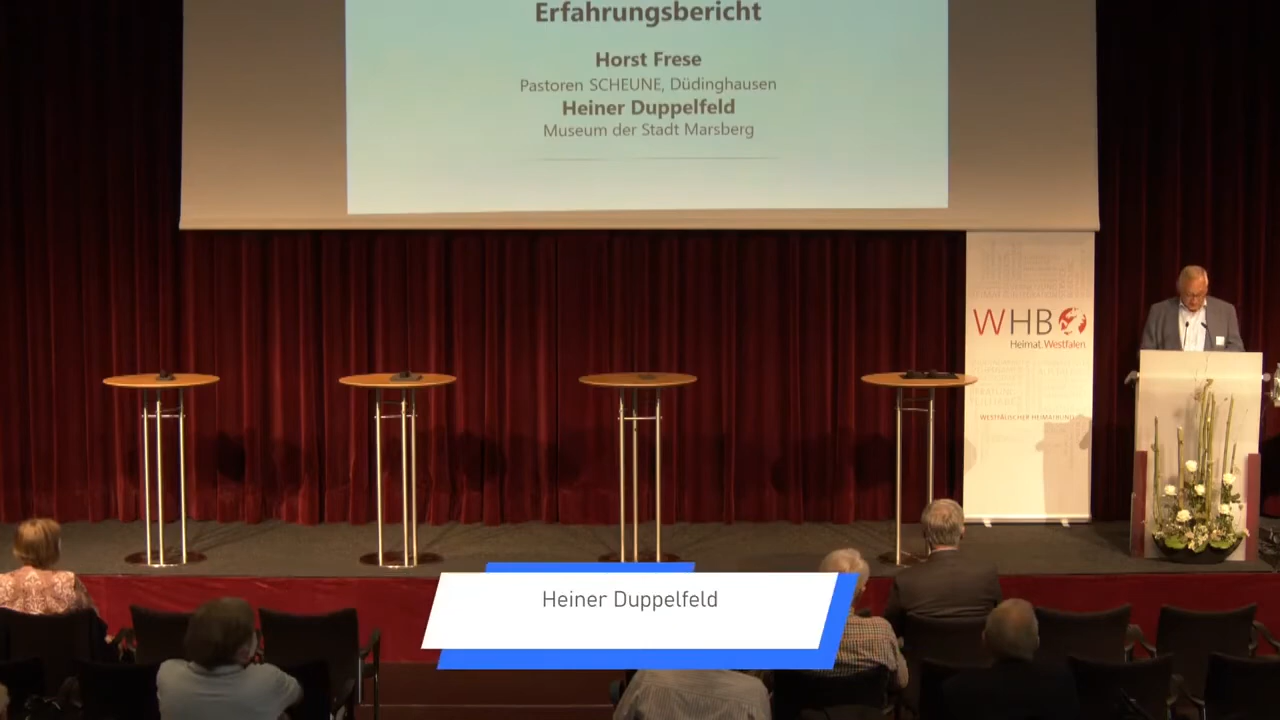 Erfahrungsbericht
Horst Frese
Pastoren SCHEUNE, Düdinghausen
Heiner Duppelfeld
Museum der Stadt Marsberg
WHB
Heimat. Westfalen.
WESTFÄLISCHER HEIMATBUND
Heiner Duppelfeld